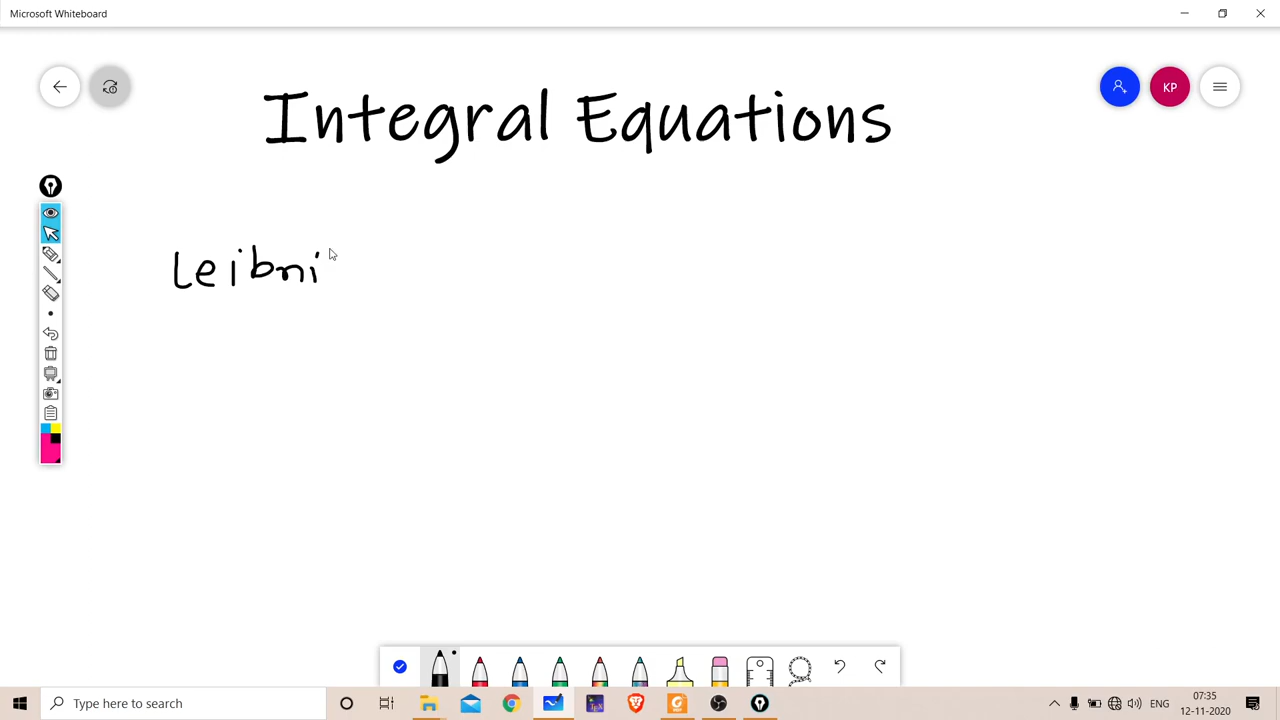 Microsoft Whiteboard
Integral Equations
KP
Leibni
Type here to search
ENG
07:35
12-11-2020